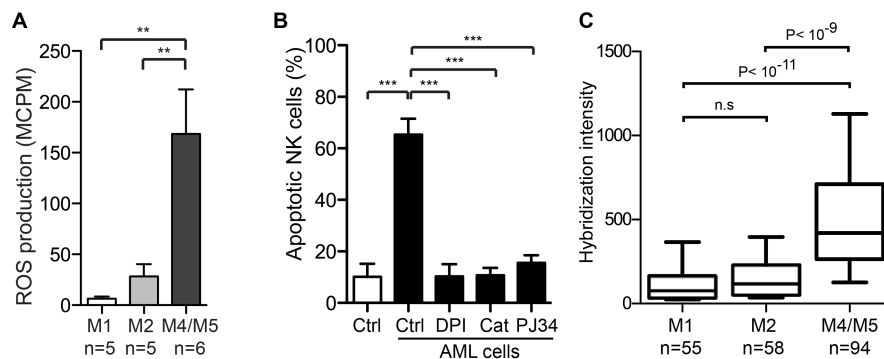 A
ROS production (MCPM)
250
200
150
100
50
0
**
**
M1 M2 M4/M5
n=5 n=5 n=6
B
Apoptotic NK cells (%)
100
80
60
40
20
0
***
***
*** ***
Ctrl Ctrl DPI Cat PJ34
AML cells
C
Hybridization intensity
1500
1000
500
0
P< 10-9
P< 10-11
n.s
M1 M2 M4/M5
n=55 n=58 n=94